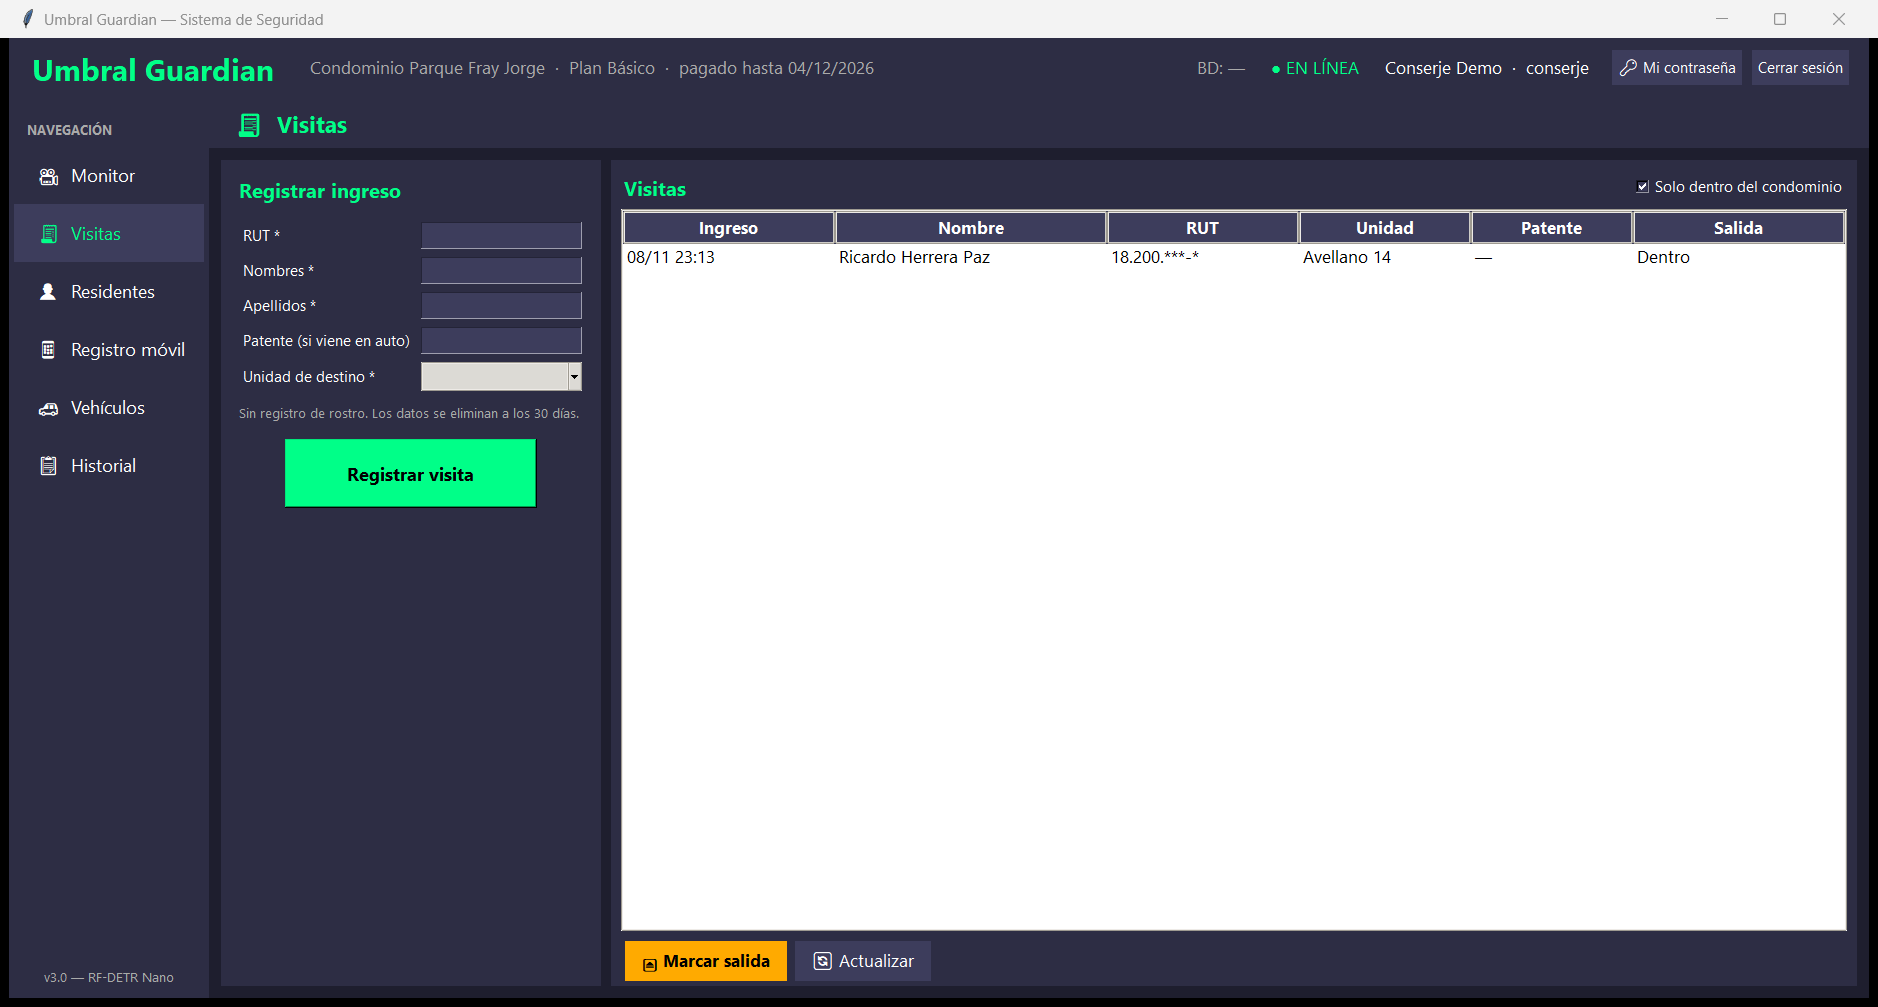 Umbral Guardian — Sistema de Seguridad
Umbral Guardian
Condominio Parque Fray Jorge · Plan Básico · pagado hasta 04/12/2026
BD: —
● EN LÍNEA
Conserje Demo · conserje
Mi contraseña
Cerrar sesión
NAVEGACIÓN
Monitor
Visitas
Residentes
Registro móvil
Vehículos
Historial
v3.0 — RF-DETR Nano
Visitas
Registrar ingreso
RUT *
Nombres *
Apellidos *
Patente (si viene en auto)
Unidad de destino *
Sin registro de rostro. Los datos se eliminan a los 30 días.
Registrar visita
Visitas
Solo dentro del condominio
Ingreso Nombre RUT Unidad Patente Salida
08/11 23:13 Ricardo Herrera Paz 18.200.***-* Avellano 14 — Dentro
Marcar salida
Actualizar